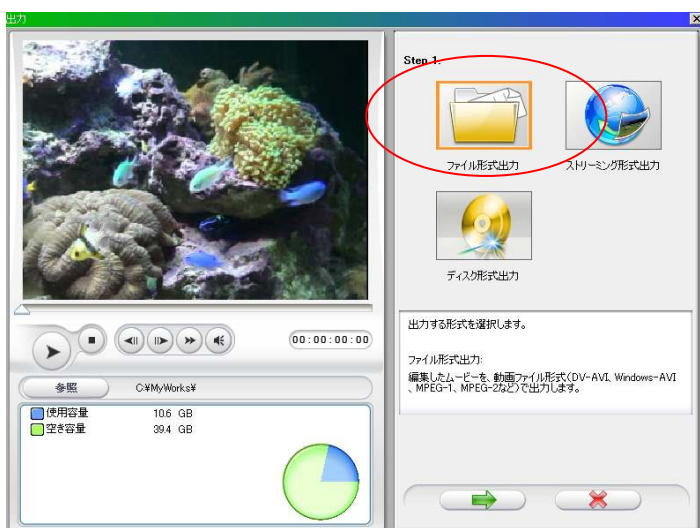 出力
Step 1.
ファイル形式出力
ストリーミング形式出力
ディスク形式出力
00:00:00:00
出力する形式を選択します。
ファイル形式出力:
編集したムービーを、動画ファイル形式(DV-AVI、Windows-AVI
、MPEG-1、MPEG-2など)で出力します。
参照
C:¥MyWorks¥
使用容量 10.6 GB
空き容量 39.4 GB